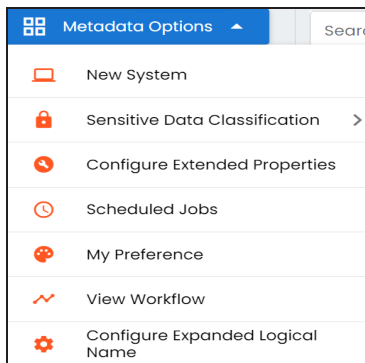 Metadata Options
Sear
New System
Sensitive Data Classification
Configure Extended Properties
Scheduled Jobs
My Preference
View Workflow
Configure Expanded Logical
Name